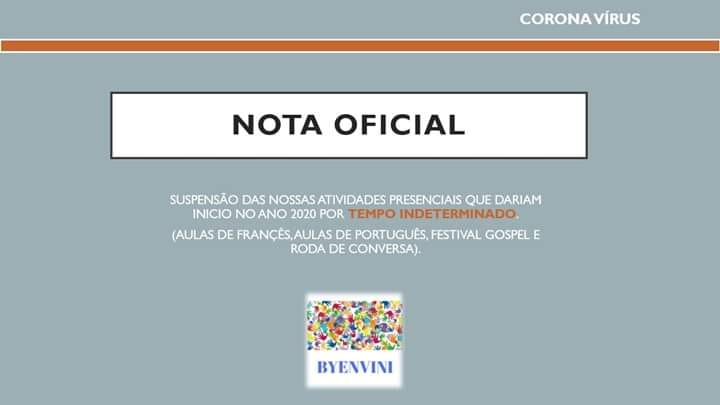 CORONA VÍRUS
NOTA OFICIAL
SUSPENSÃO DAS NOSSAS ATIVIDADES PRESENCIAIS QUE DARIAM
INICIO NO ANO 2020 POR TEMPO INDETERMINADO.
(AULAS DE FRANÇÊS, AULAS DE PORTUGUÊS, FESTIVAL GOSPEL E
RODA DE CONVERSA).
BYENVINI